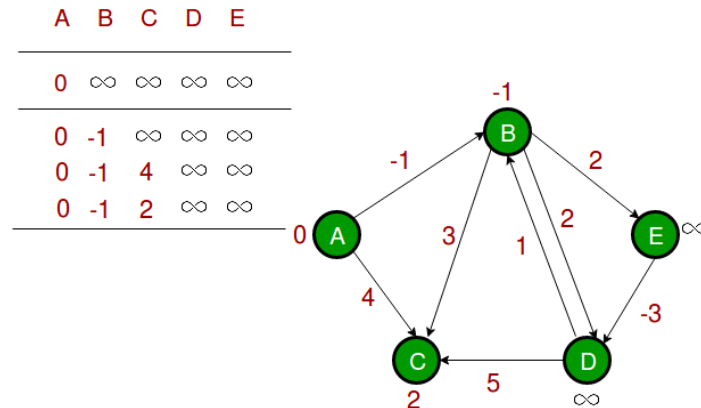 A B C D E
0 ∞ ∞ ∞ ∞
0 -1 ∞ ∞ ∞
0 -1 4 ∞ ∞
0 -1 2 ∞ ∞
-1
B
-1 2
3 2
0 A 1 E ∞
4 -3
C D
5
2 ∞